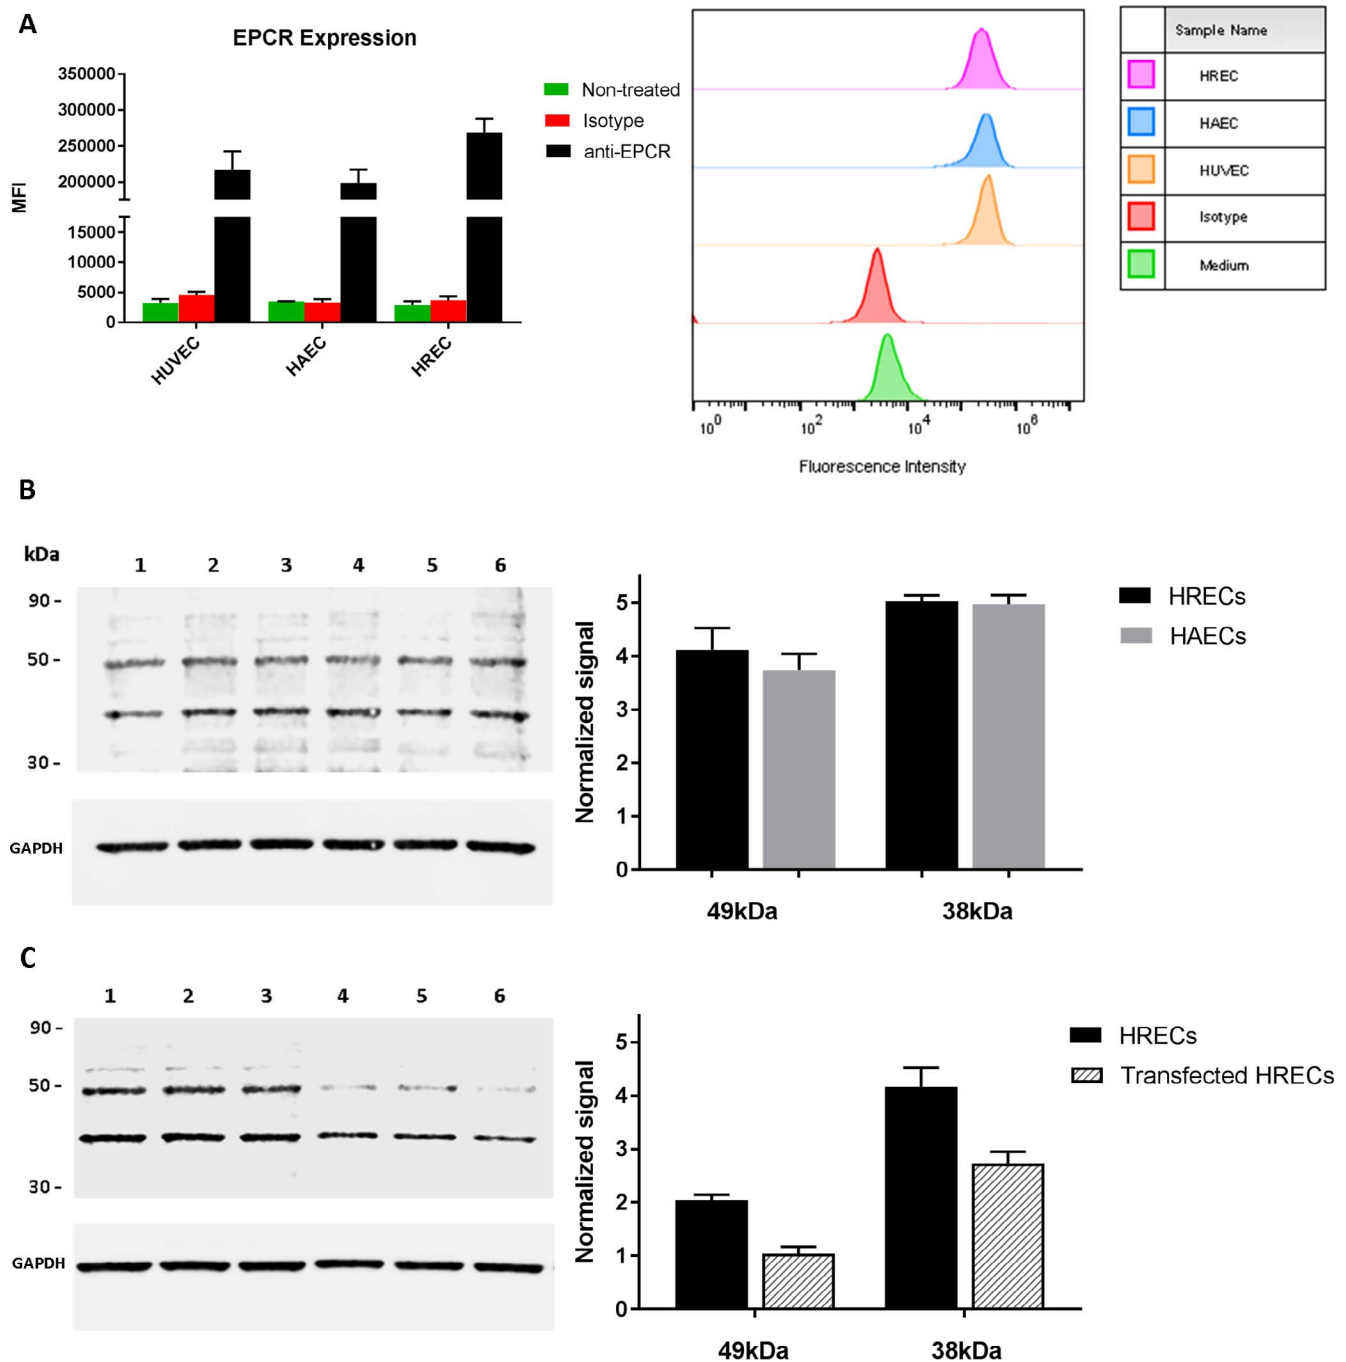 A
EPCR Expression
350000
300000
250000
200000
15000
10000
5000
0
MFI
HUVEC
HAEC
HREC
Non-treated
Isotype
anti-EPCR
10^0 10^2 10^4 10^6
Fluorescence Intensity
Sample Name
HREC
HAEC
HUVEC
Isotype
Medium
B
kDa
1 2 3 4 5 6
90 -
50 -
30 -
GAPDH
Normalized signal
5
4
3
2
1
0
49kDa 38kDa
HRECs
HAECs
C
1 2 3 4 5 6
90 -
50 -
30 -
GAPDH
Normalized signal
5
4
3
2
1
0
49kDa 38kDa
HRECs
Transfected HRECs